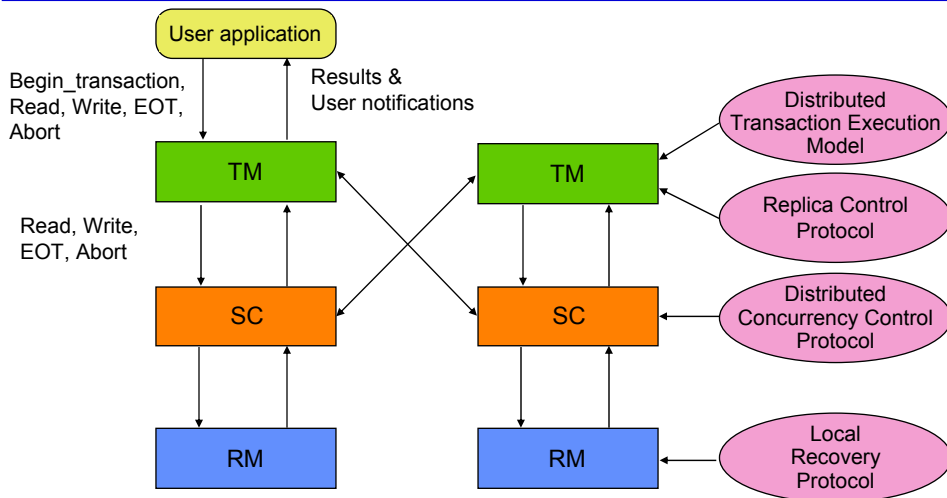 User application
Begin_transaction,
Read, Write, EOT,
Abort
Results &
User notifications
Distributed
Transaction Execution
Model
TM
TM
Replica Control
Protocol
Read, Write,
EOT, Abort
SC
SC
Distributed
Concurrency Control
Protocol
RM
RM
Local
Recovery
Protocol